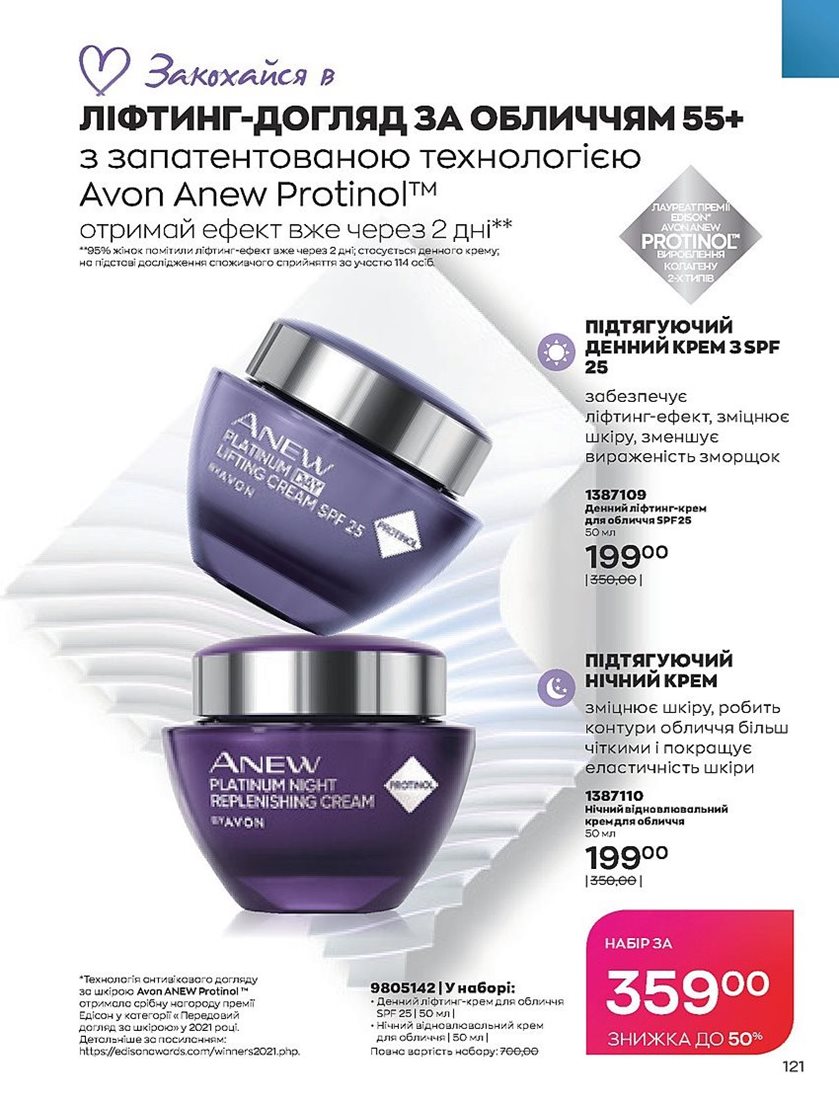 Закохайся в
ЛІФТИНГ-ДОГЛЯД ЗА ОБЛИЧЧЯМ 55+
з запатентованою технологією
Avon Anew Protinol™
отримай ефект вже через 2 дні**
**95% жінок помітили ліфтинг-ефект вже через 2 дні; стосується денного крему;
на підставі дослідження споживчого сприйняття за участю 114 осіб.
ЛАУРЕАТ ПРЕМІЇ
EDISON*
AVON ANEW
PROTINOL™
ВИРОБЛЕННЯ
КОЛАГЕНУ
2-Х ТИПІВ
ПІДТЯГУЮЧИЙ
ДЕННИЙ КРЕМ З SPF
25
забезпечує
ліфтинг-ефект, зміцнює
шкіру, зменшує
вираженість зморщок
1387109
Денний ліфтинг-крем
для обличчя SPF25
50 мл
199⁰⁰
|350,00|
ANEW
PLATINUM DAY
LIFTING CREAM SPF 25
BY AVON
PROTINOL
ПІДТЯГУЮЧИЙ
НІЧНИЙ КРЕМ
зміцнює шкіру, робить
контури обличчя більш
чіткими і покращує
еластичність шкіри
1387110
Нічний відновлювальний
крем для обличчя
50 мл
199⁰⁰
|350,00|
ANEW
PLATINUM NIGHT
REPLENISHING CREAM
BY AVON
PROTINOL
*Технологія антивікового догляду
за шкірою Avon ANEW Protinol ™
отримала срібну нагороду премії
Едісон у категорії «Передовий
догляд за шкірою» у 2021 році.
Детальніше за посиланням:
https://edisonawards.com/winners2021.php.
9805142 | У наборі:
• Денний ліфтинг-крем для обличчя
SPF 25 | 50 мл |
• Нічний відновлювальний крем
для обличчя | 50 мл |
Повна вартість набору: 700,00
НАБІР ЗА
359⁰⁰
ЗНИЖКА ДО 50%
121